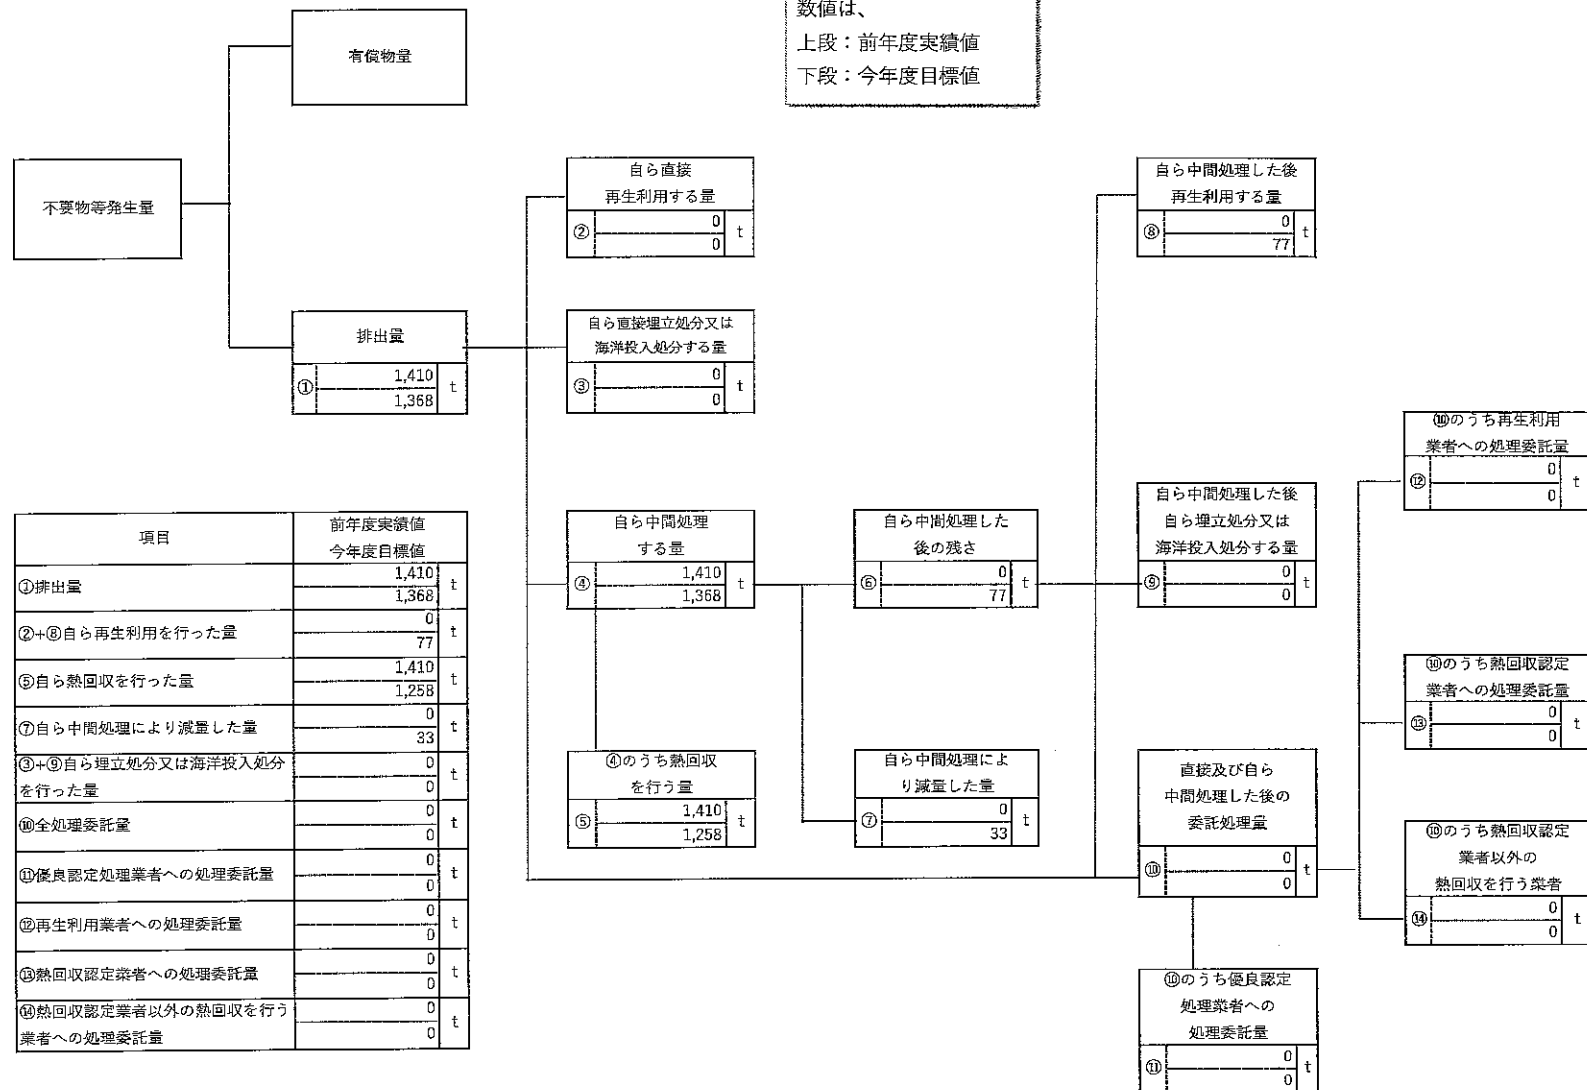 数値は、
上段：前年度実績値
下段：今年度目標値
有償物量
不要物等発生量
排出量
①
1,410
1,368
t
自ら直接
再生利用する量
②
0
0
t
自ら直接埋立処分又は
海洋投入処分する量
③
0
0
t
自ら中間処理
する量
④
1,410
1,368
t
④のうち熱回収
を行う量
⑤
1,410
1,258
t
自ら中間処理した
後の残さ
⑥
0
77
t
自ら中間処理によ
り減量した量
⑦
0
33
t
自ら中間処理した後
再生利用する量
⑧
0
77
t
自ら中間処理した後
自ら埋立処分又は
海洋投入処分する量
⑨
0
0
t
直接及び自ら
中間処理した後の
委託処理量
⑩
0
0
t
⑩のうち優良認定
処理業者への
処理委託量
⑪
0
0
t
⑩のうち再生利用
業者への処理委託量
⑫
0
0
t
⑩のうち熱回収認定
業者への処理委託量
⑬
0
0
t
⑩のうち熱回収認定
業者以外の
熱回収を行う業者
⑭
0
0
t
項目
前年度実績値
今年度目標値
①排出量
1,410
1,368
t
②+⑧自ら再生利用を行った量
0
77
t
⑤自ら熱回収を行った量
1,410
1,258
t
⑦自ら中間処理により減量した量
0
33
t
③+⑨自ら埋立処分又は海洋投入処分
を行った量
0
0
t
⑩全処理委託量
0
0
t
⑪優良認定処理業者への処理委託量
0
0
t
⑫再生利用業者への処理委託量
0
0
t
⑬熱回収認定業者への処理委託量
0
0
t
⑭熱回収認定業者以外の熱回収を行う
業者への処理委託量
0
0
t